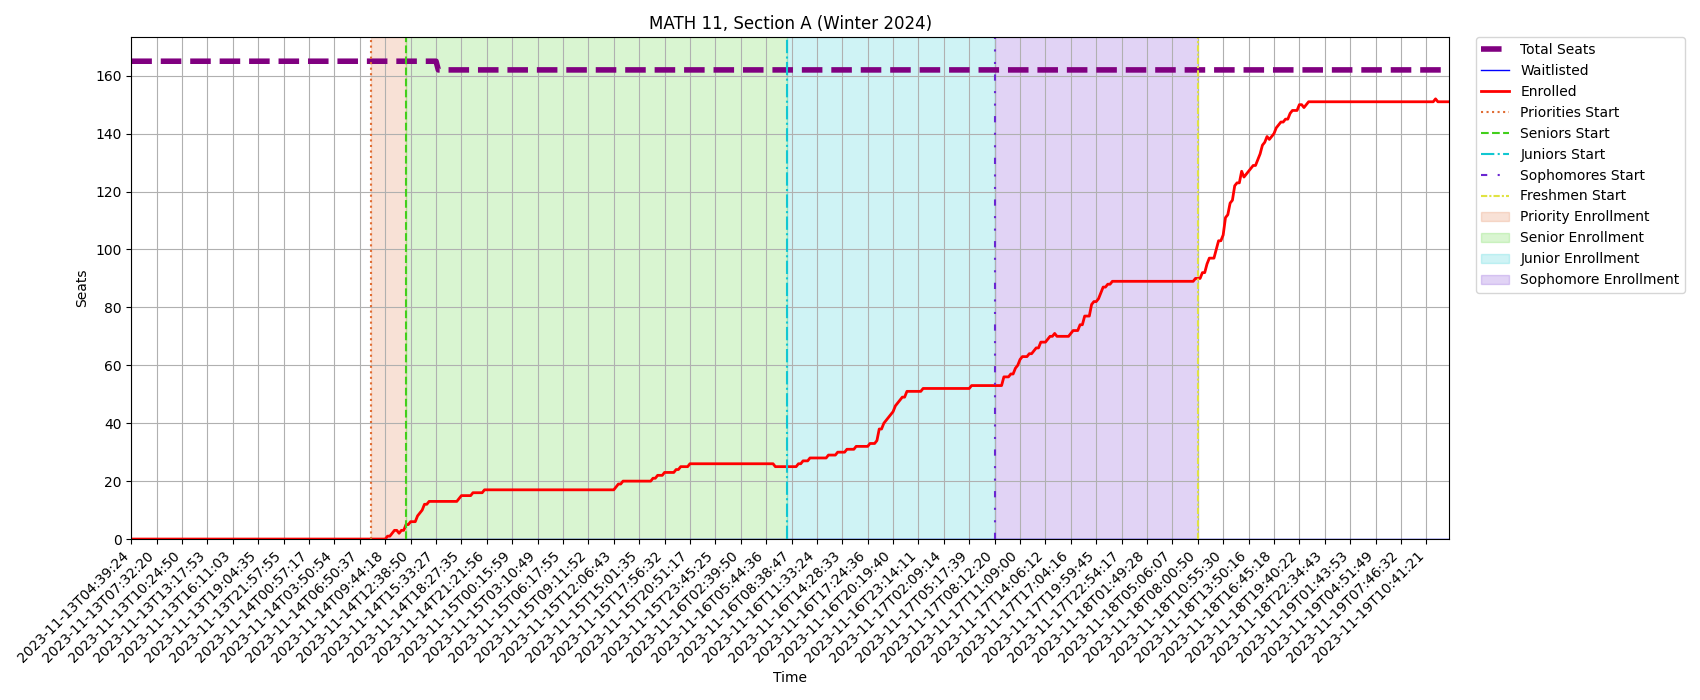 MATH 11, Section A (Winter 2024)
Seats
160
140
120
100
80
60
40
20
0
2023-11-13T04:39:24
2023-11-13T07:32:20
2023-11-13T10:24:50
2023-11-13T13:17:53
2023-11-13T16:11:03
2023-11-13T19:04:35
2023-11-13T21:57:55
2023-11-14T00:57:17
2023-11-14T03:50:54
2023-11-14T06:50:37
2023-11-14T09:44:18
2023-11-14T12:38:50
2023-11-14T15:33:27
2023-11-14T18:27:35
2023-11-14T21:21:56
2023-11-15T00:15:59
2023-11-15T03:10:49
2023-11-15T06:17:55
2023-11-15T09:11:52
2023-11-15T12:06:43
2023-11-15T15:01:35
2023-11-15T17:56:32
2023-11-15T20:51:17
2023-11-15T23:45:25
2023-11-16T02:39:50
2023-11-16T05:44:36
2023-11-16T08:38:47
2023-11-16T11:33:24
2023-11-16T14:28:33
2023-11-16T17:24:36
2023-11-16T20:19:40
2023-11-16T23:14:11
2023-11-17T02:09:14
2023-11-17T05:17:39
2023-11-17T08:12:20
2023-11-17T11:09:00
2023-11-17T14:06:12
2023-11-17T17:04:16
2023-11-17T19:59:45
2023-11-17T22:54:17
2023-11-18T01:49:28
2023-11-18T05:06:07
2023-11-18T08:00:50
2023-11-18T10:55:30
2023-11-18T13:50:16
2023-11-18T16:45:18
2023-11-18T19:40:22
2023-11-18T22:34:43
2023-11-19T01:43:53
2023-11-19T04:51:49
2023-11-19T07:46:32
2023-11-19T10:41:21
Time
Total Seats
Waitlisted
Enrolled
Priorities Start
Seniors Start
Juniors Start
Sophomores Start
Freshmen Start
Priority Enrollment
Senior Enrollment
Junior Enrollment
Sophomore Enrollment